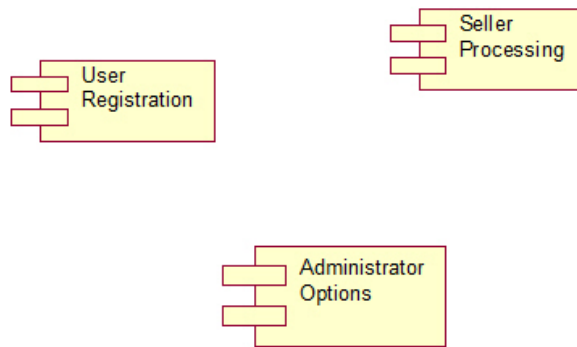 User
Registration
Seller
Processing
Administrator
Options